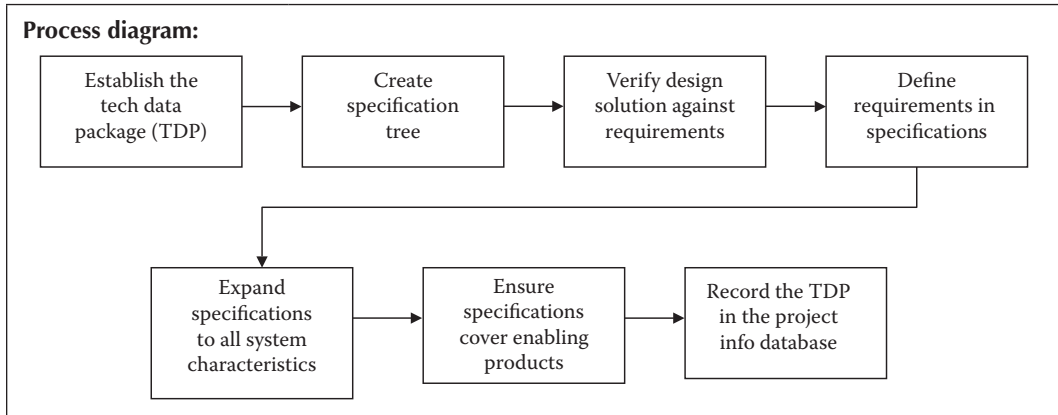 Process diagram:
Establish the
tech data
package (TDP)
Create
specification
tree
Verify design
solution against
requirements
Define
requirements in
specifications
Expand
specifications
to all system
characteristics
Ensure
specifications
cover enabling
products
Record the TDP
in the project
info database